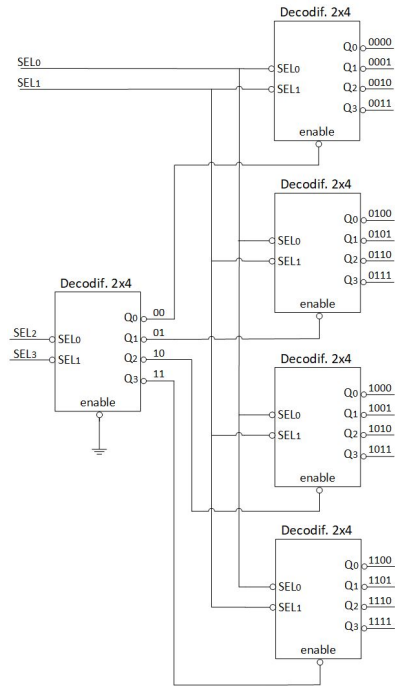 Decodif. 2x4
SEL0
SEL1
SEL0
SEL1
Q0 0000
Q1 0001
Q2 0010
Q3 0011
enable
Decodif. 2x4
SEL0
SEL1
Q0 0100
Q1 0101
Q2 0110
Q3 0111
enable
Decodif. 2x4
SEL2
SEL3
SEL0
SEL1
Q0 00
Q1 01
Q2 10
Q3 11
enable
Decodif. 2x4
SEL0
SEL1
Q0 1000
Q1 1001
Q2 1010
Q3 1011
enable
Decodif. 2x4
SEL0
SEL1
Q0 1100
Q1 1101
Q2 1110
Q3 1111
enable